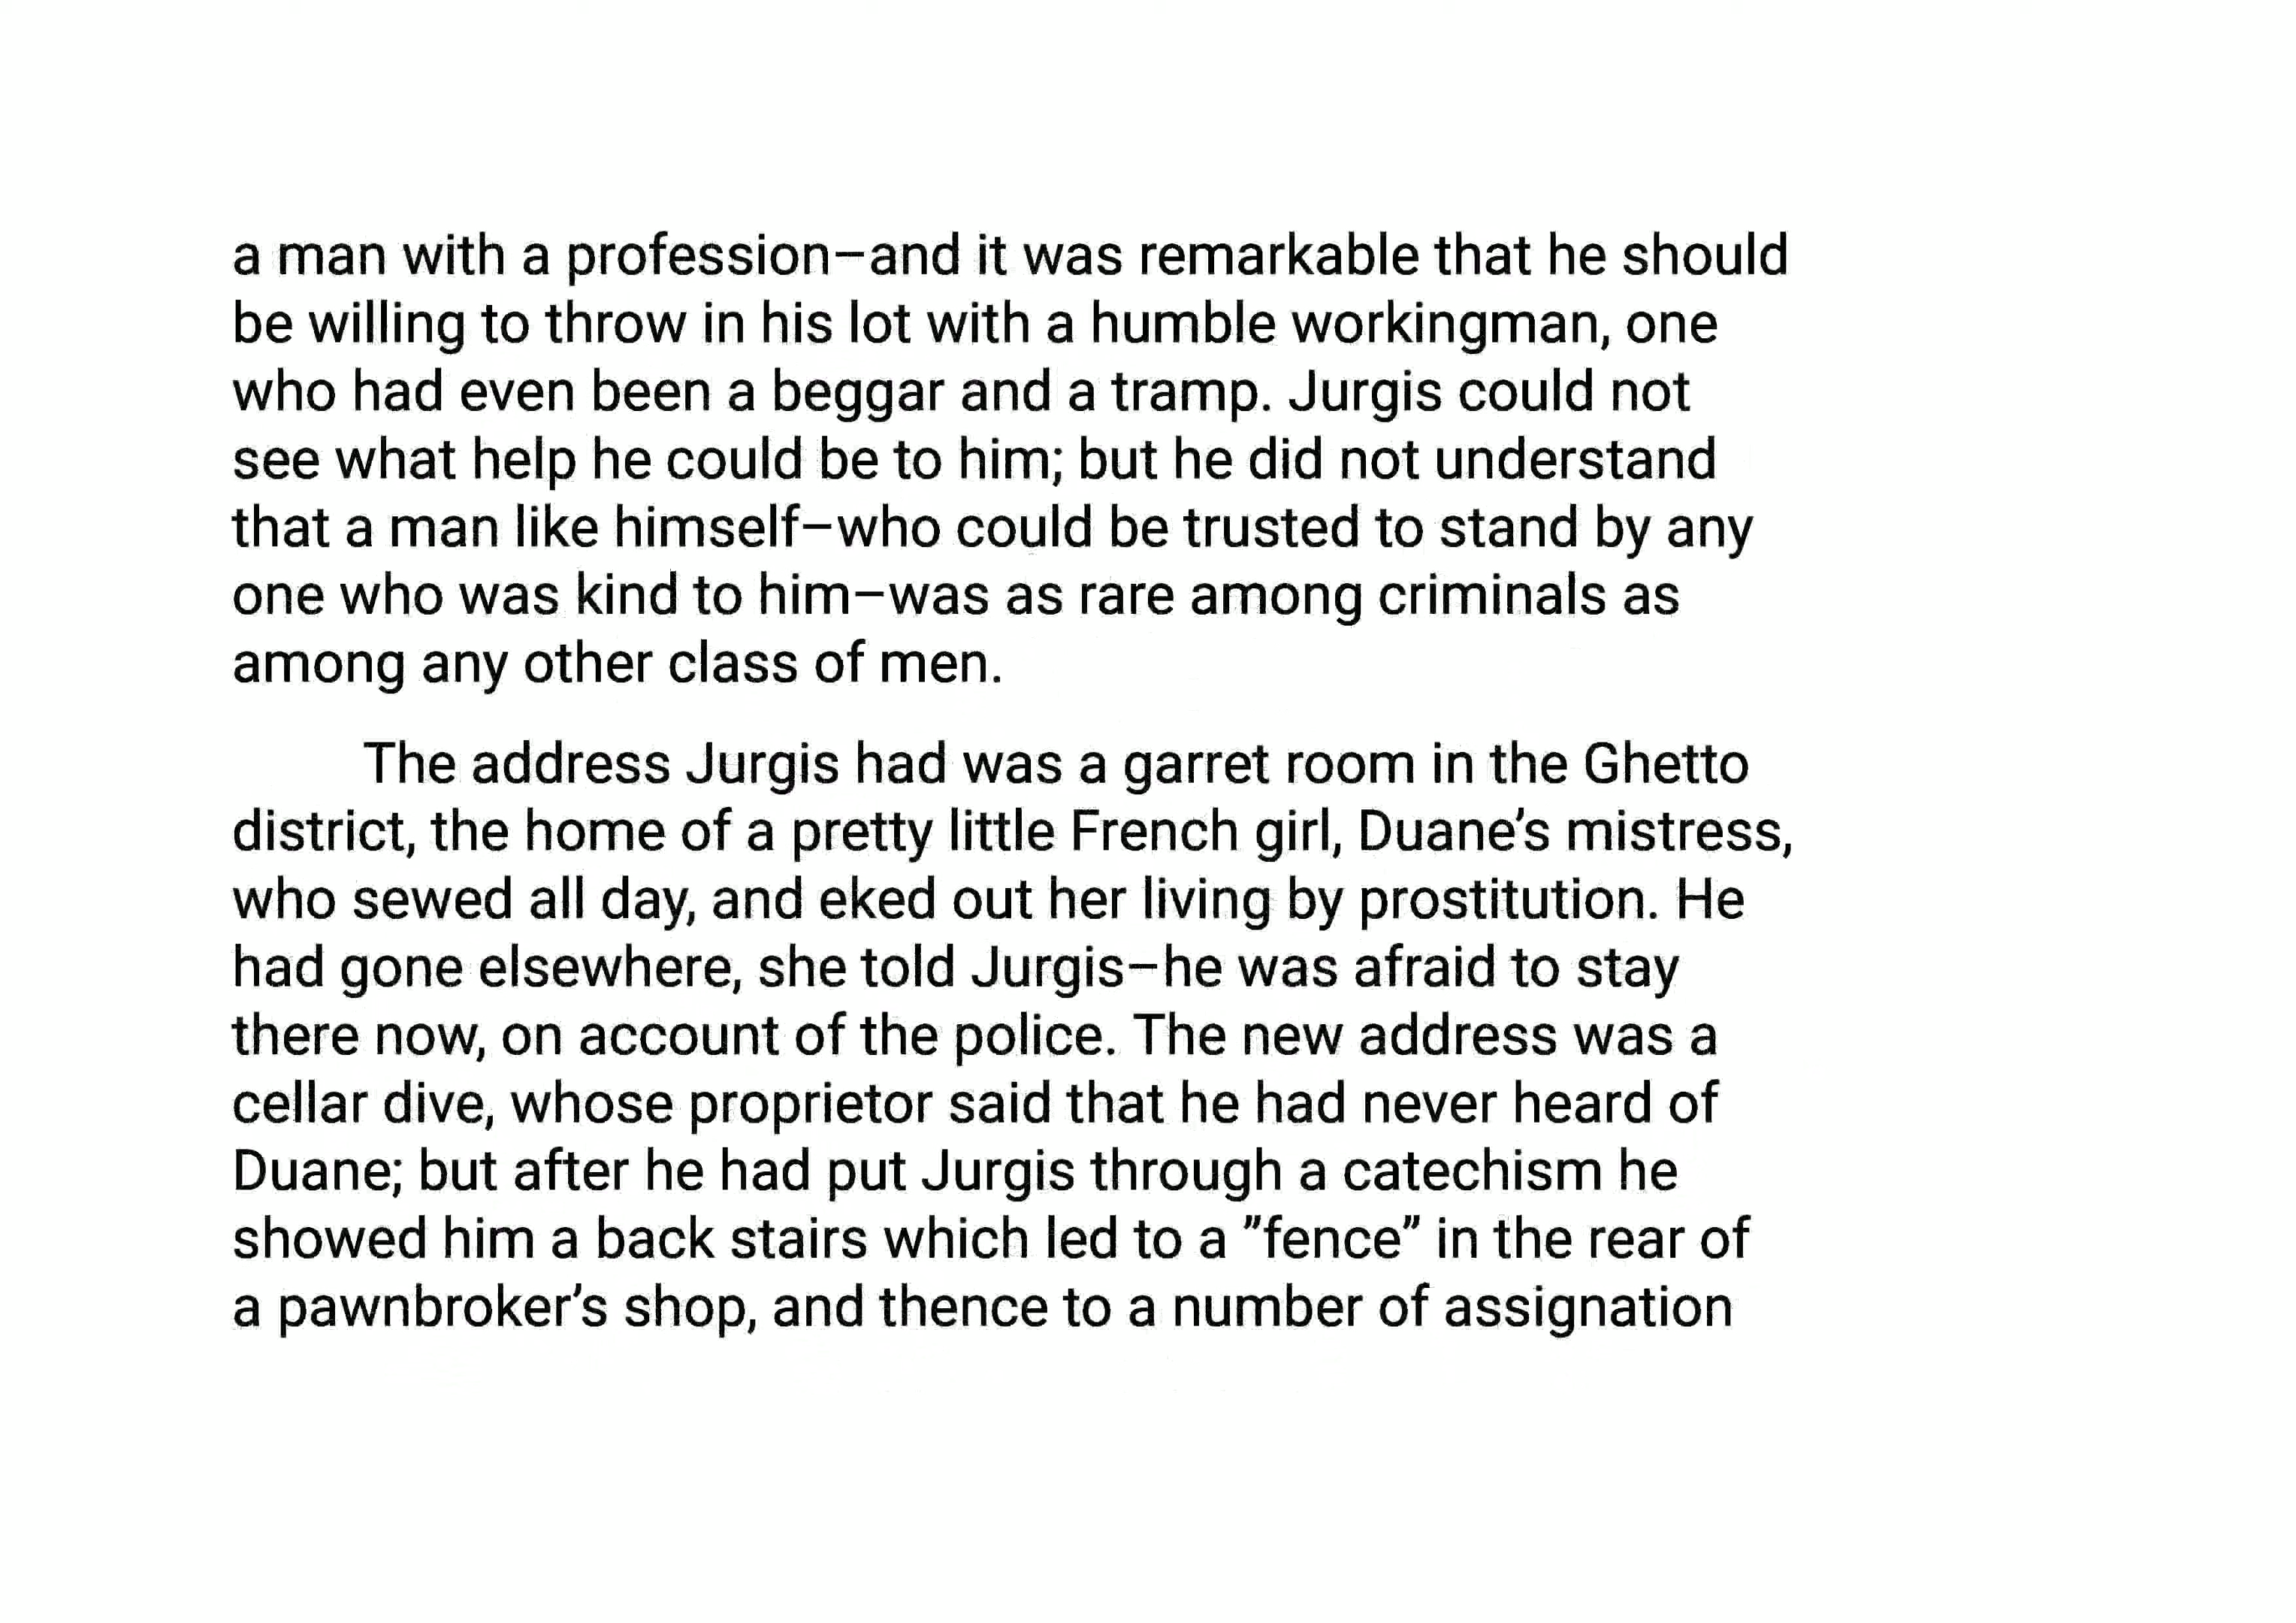 a man with a profession–and it was remarkable that he should
be willing to throw in his lot with a humble workingman, one
who had even been a beggar and a tramp. Jurgis could not
see what help he could be to him; but he did not understand
that a man like himself–who could be trusted to stand by any
one who was kind to him–was as rare among criminals as
among any other class of men.
The address Jurgis had was a garret room in the Ghetto
district, the home of a pretty little French girl, Duane’s mistress,
who sewed all day, and eked out her living by prostitution. He
had gone elsewhere, she told Jurgis–he was afraid to stay
there now, on account of the police. The new address was a
cellar dive, whose proprietor said that he had never heard of
Duane; but after he had put Jurgis through a catechism he
showed him a back stairs which led to a ”fence” in the rear of
a pawnbroker’s shop, and thence to a number of assignation